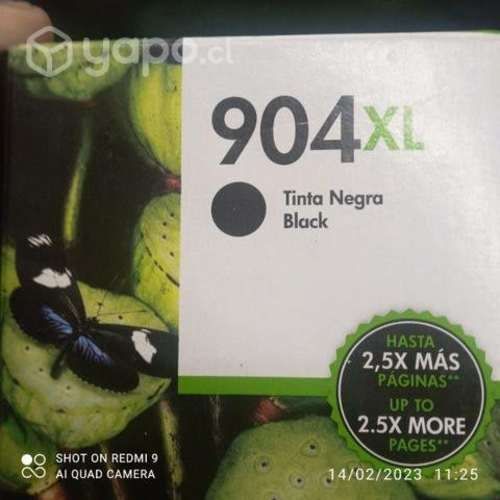 yapo.cl
904XL
Tinta Negra
Black
HASTA
2,5X MÁS
PÁGINAS**
UP TO
2.5X MORE
PAGES**
SHOT ON REDMI 9
AI QUAD CAMERA
14/02/2023 11:25